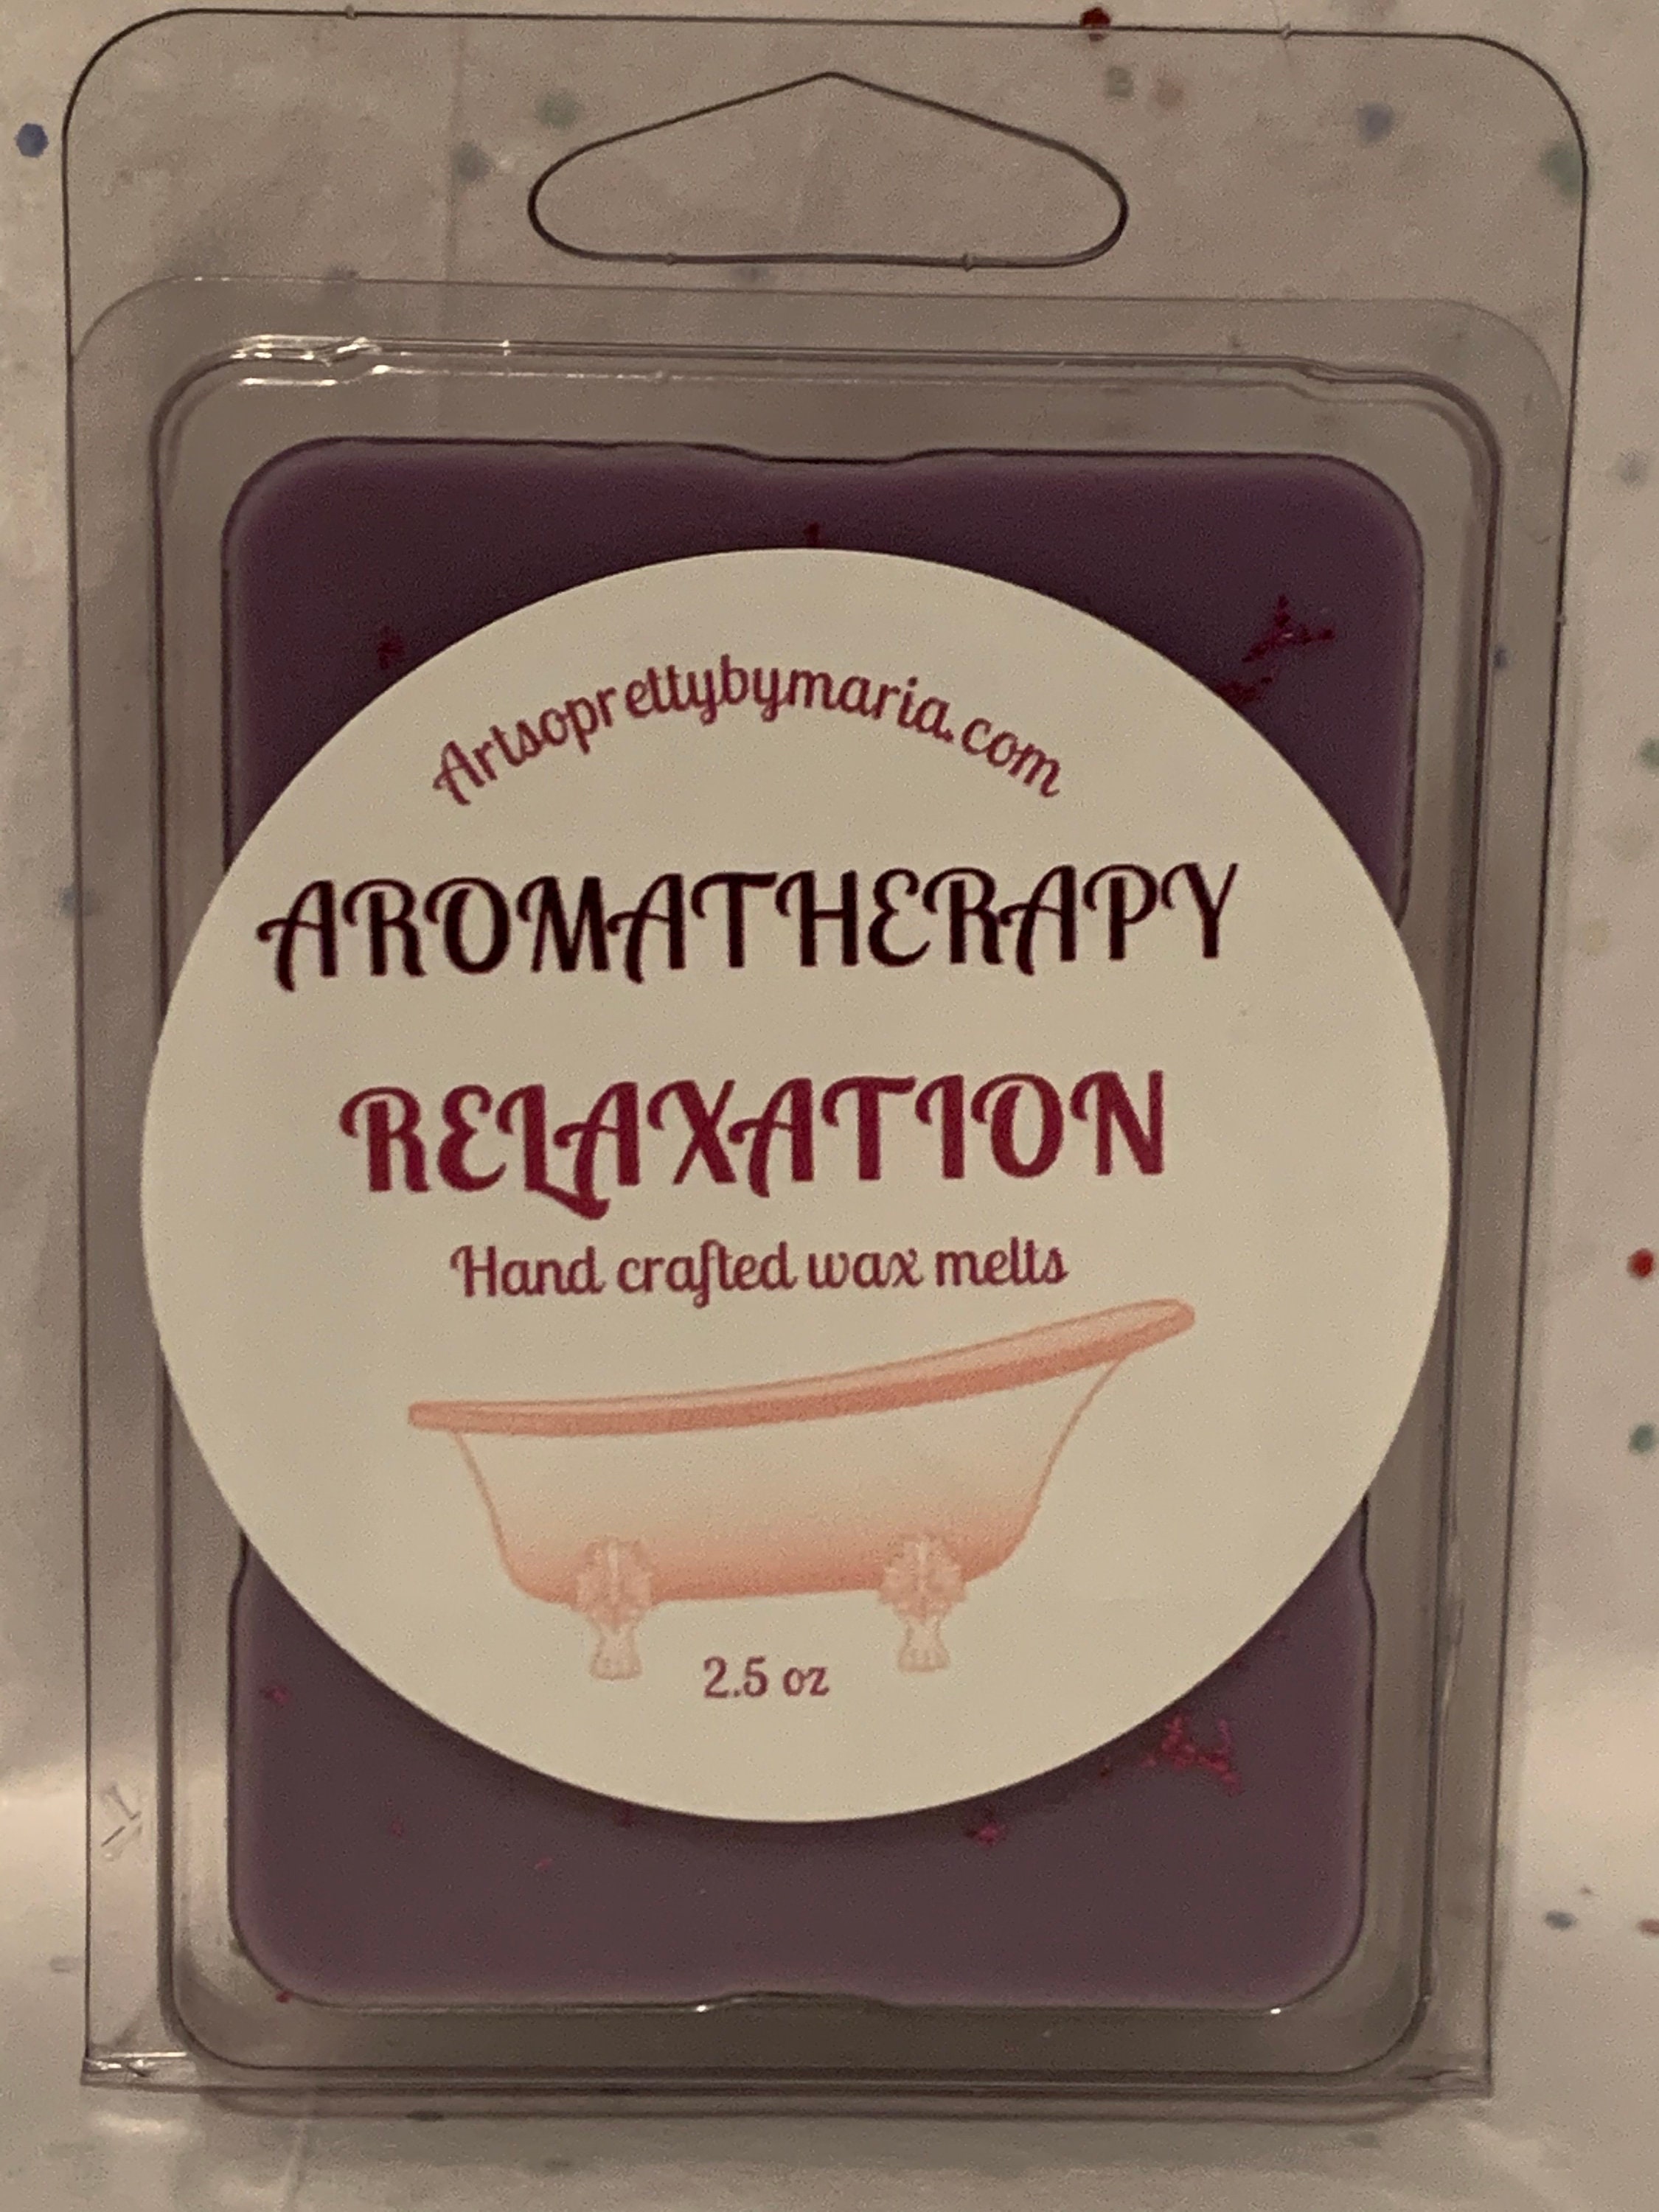 Artsoprettybymaria.com
AROMATHERAPY
RELAXATION
Hand crafted wax melts
2.5 oz